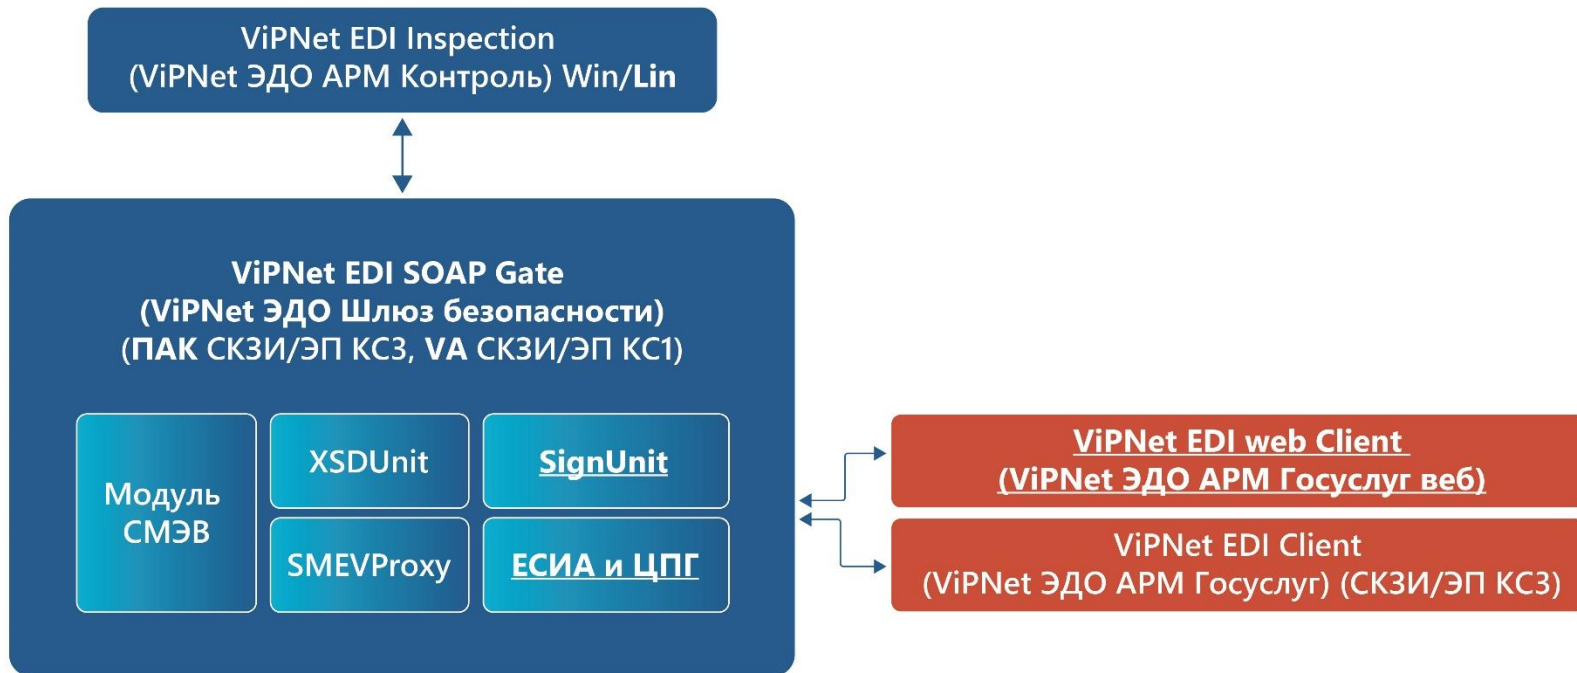 ViPNet EDI Inspection
(ViPNet ЭДО АРМ Контроль) Win/Lin
ViPNet EDI SOAP Gate
(ViPNet ЭДО Шлюз безопасности)
(ПАК СКЗИ/ЭП КС3, VA СКЗИ/ЭП КС1)
Модуль
СМЭВ
XSDUnit
SignUnit
SMEVProxy
ЕСИА и ЦПГ
ViPNet EDI web Client
(ViPNet ЭДО АРМ Госуслуг веб)
ViPNet EDI Client
(ViPNet ЭДО АРМ Госуслуг) (СКЗИ/ЭП КС3)